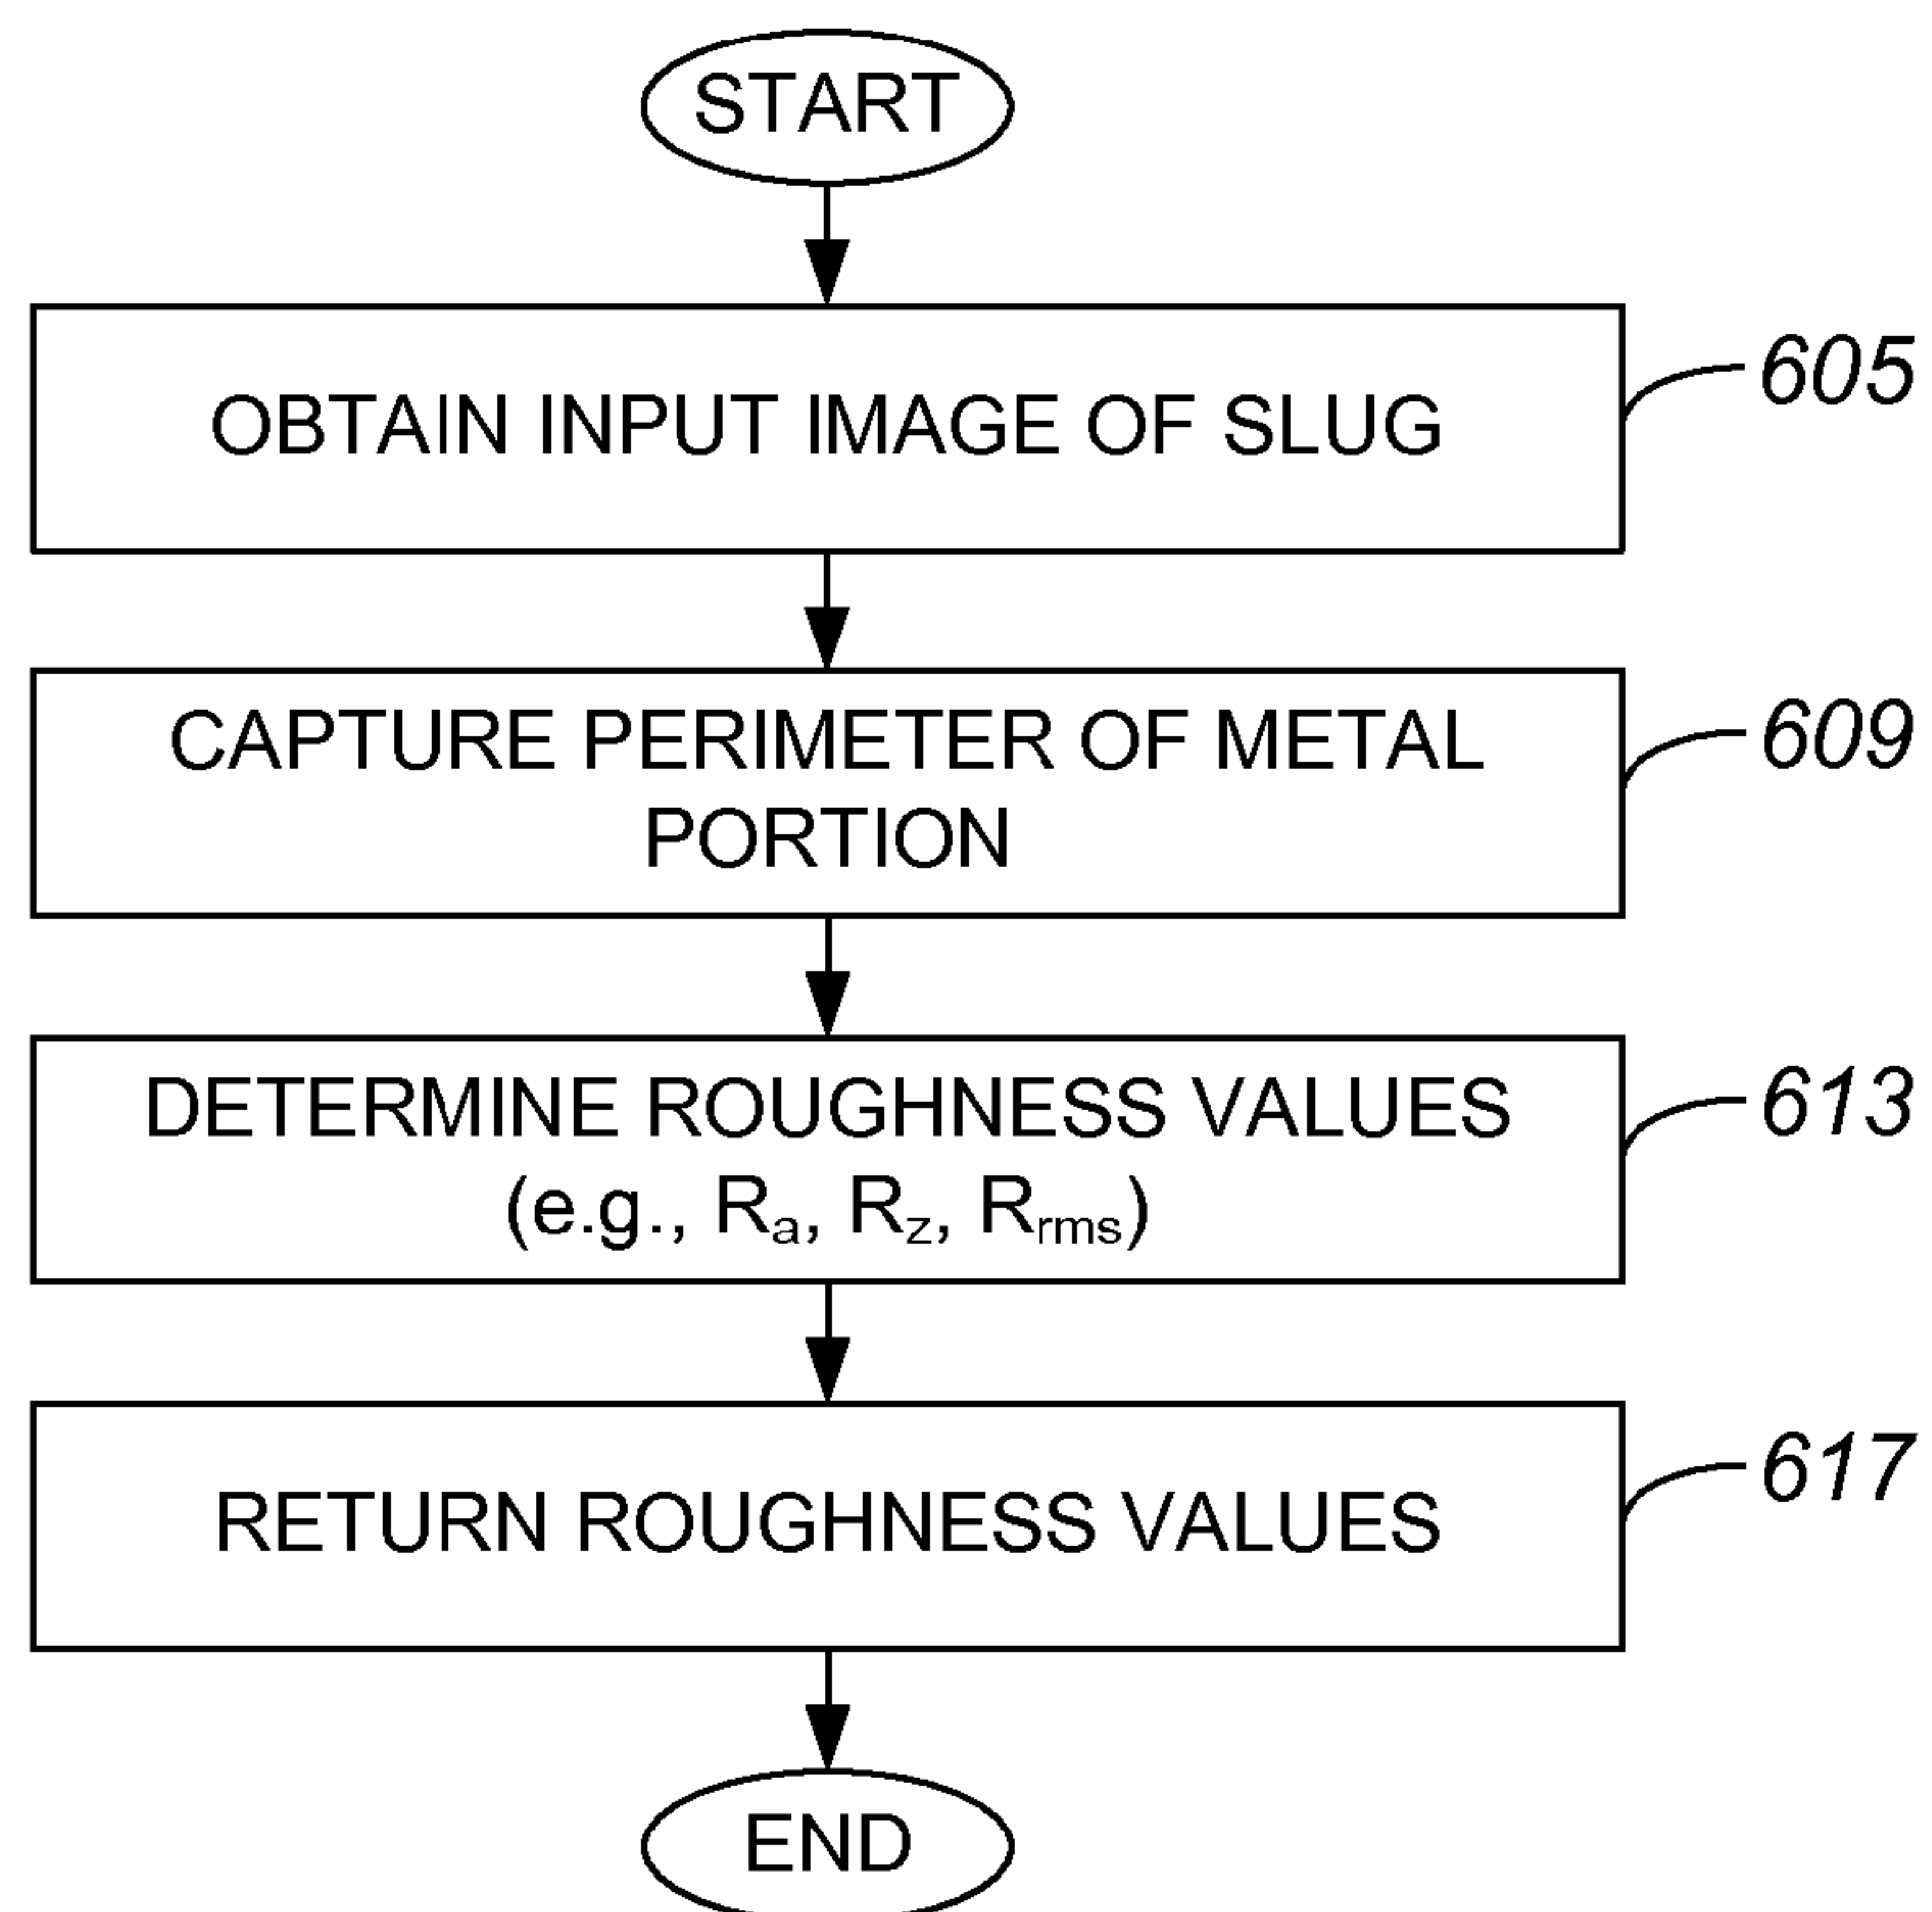 START
OBTAIN INPUT IMAGE OF SLUG
605
CAPTURE PERIMETER OF METAL
PORTION
609
DETERMINE ROUGHNESS VALUES
(e.g., Ra, Rz, Rrms)
613
RETURN ROUGHNESS VALUES
617
END